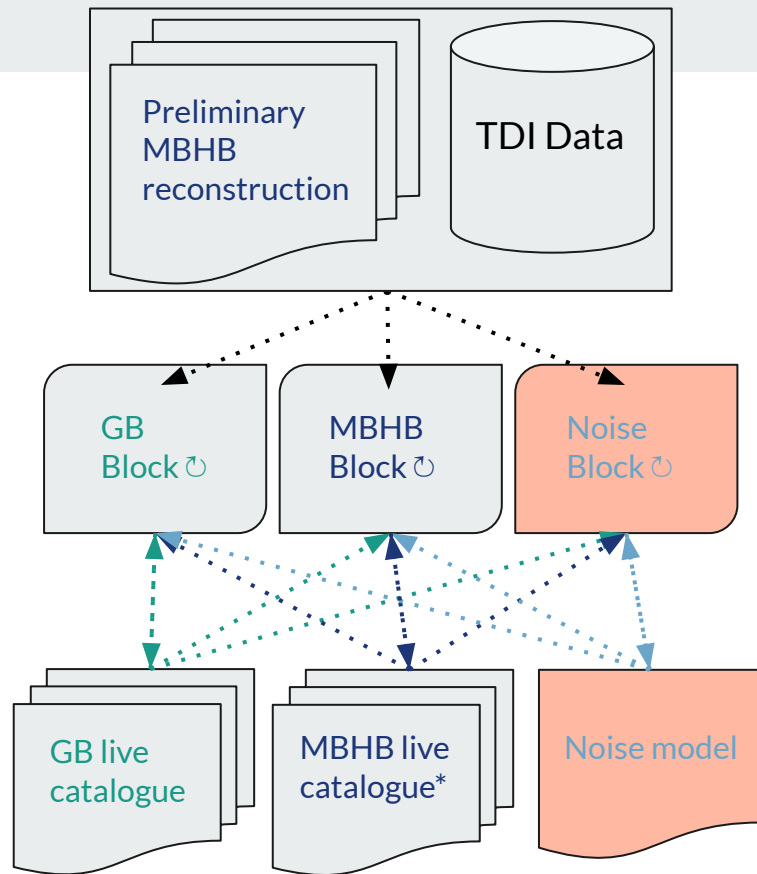 Preliminary
MBHB
reconstruction
TDI Data
GB
Block ↻
MBHB
Block ↻
Noise
Block ↻
GB live
catalogue
MBHB live
catalogue*
Noise model